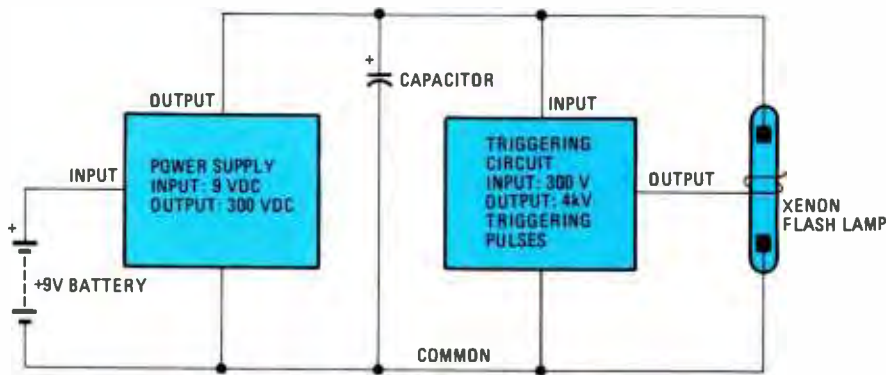 OUTPUT
INPUT
POWER SUPPLY
INPUT: 9 VDC
OUTPUT: 300 VDC
+
+9V BATTERY
+
CAPACITOR
INPUT
TRIGGERING
CIRCUIT
INPUT: 300 V
OUTPUT: 4kV
TRIGGERING
PULSES
OUTPUT
XENON
FLASH LAMP
COMMON